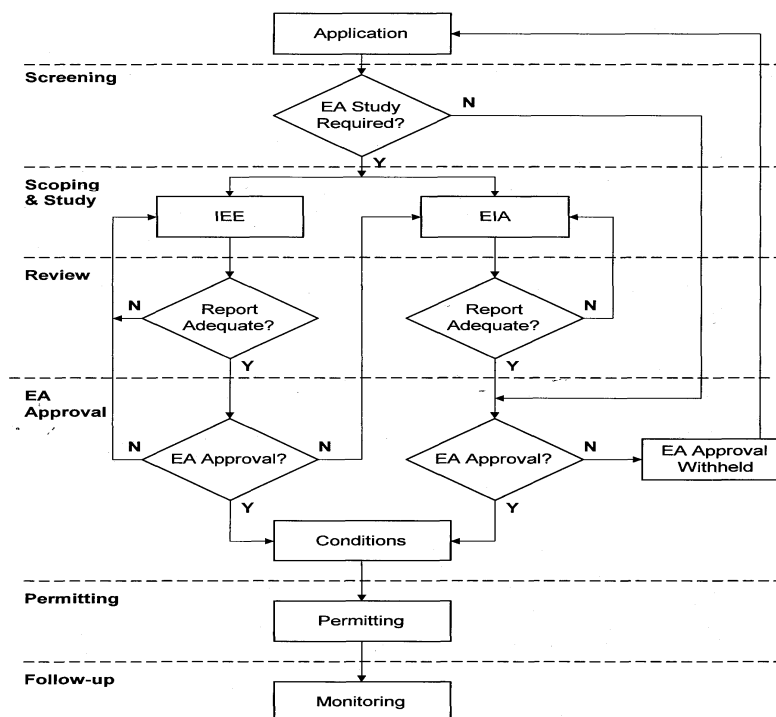 Application
Screening
EA Study
Required?
N
Y
Scoping
& Study
IEE
EIA
Review
N
Report
Adequate?
Report
Adequate?
N
Y
Y
EA
Approval
N
EA Approval?
N
EA Approval?
N
EA Approval
Withheld
Y
Y
Conditions
Permitting
Permitting
Follow-up
Monitoring